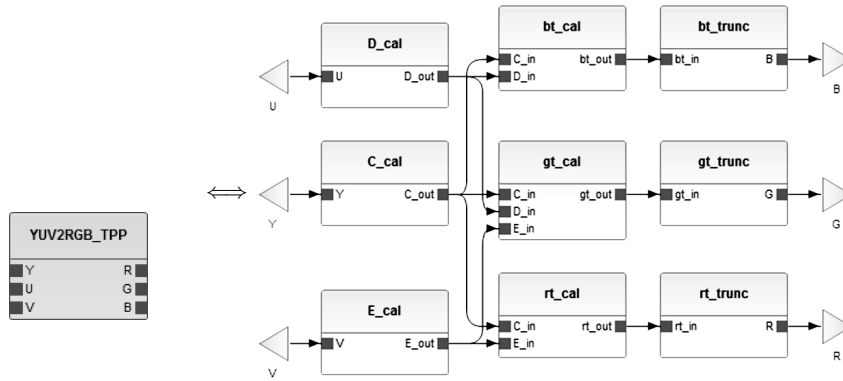 YUV2RGB_TPP
Y R
U G
V B
⇔
D_cal
U D_out
U
C_cal
Y C_out
Y
E_cal
V E_out
V
bt_cal
C_in bt_out
D_in
gt_cal
C_in gt_out
D_in
E_in
rt_cal
C_in rt_out
E_in
bt_trunc
bt_in B
B
gt_trunc
gt_in G
G
rt_trunc
rt_in R
R